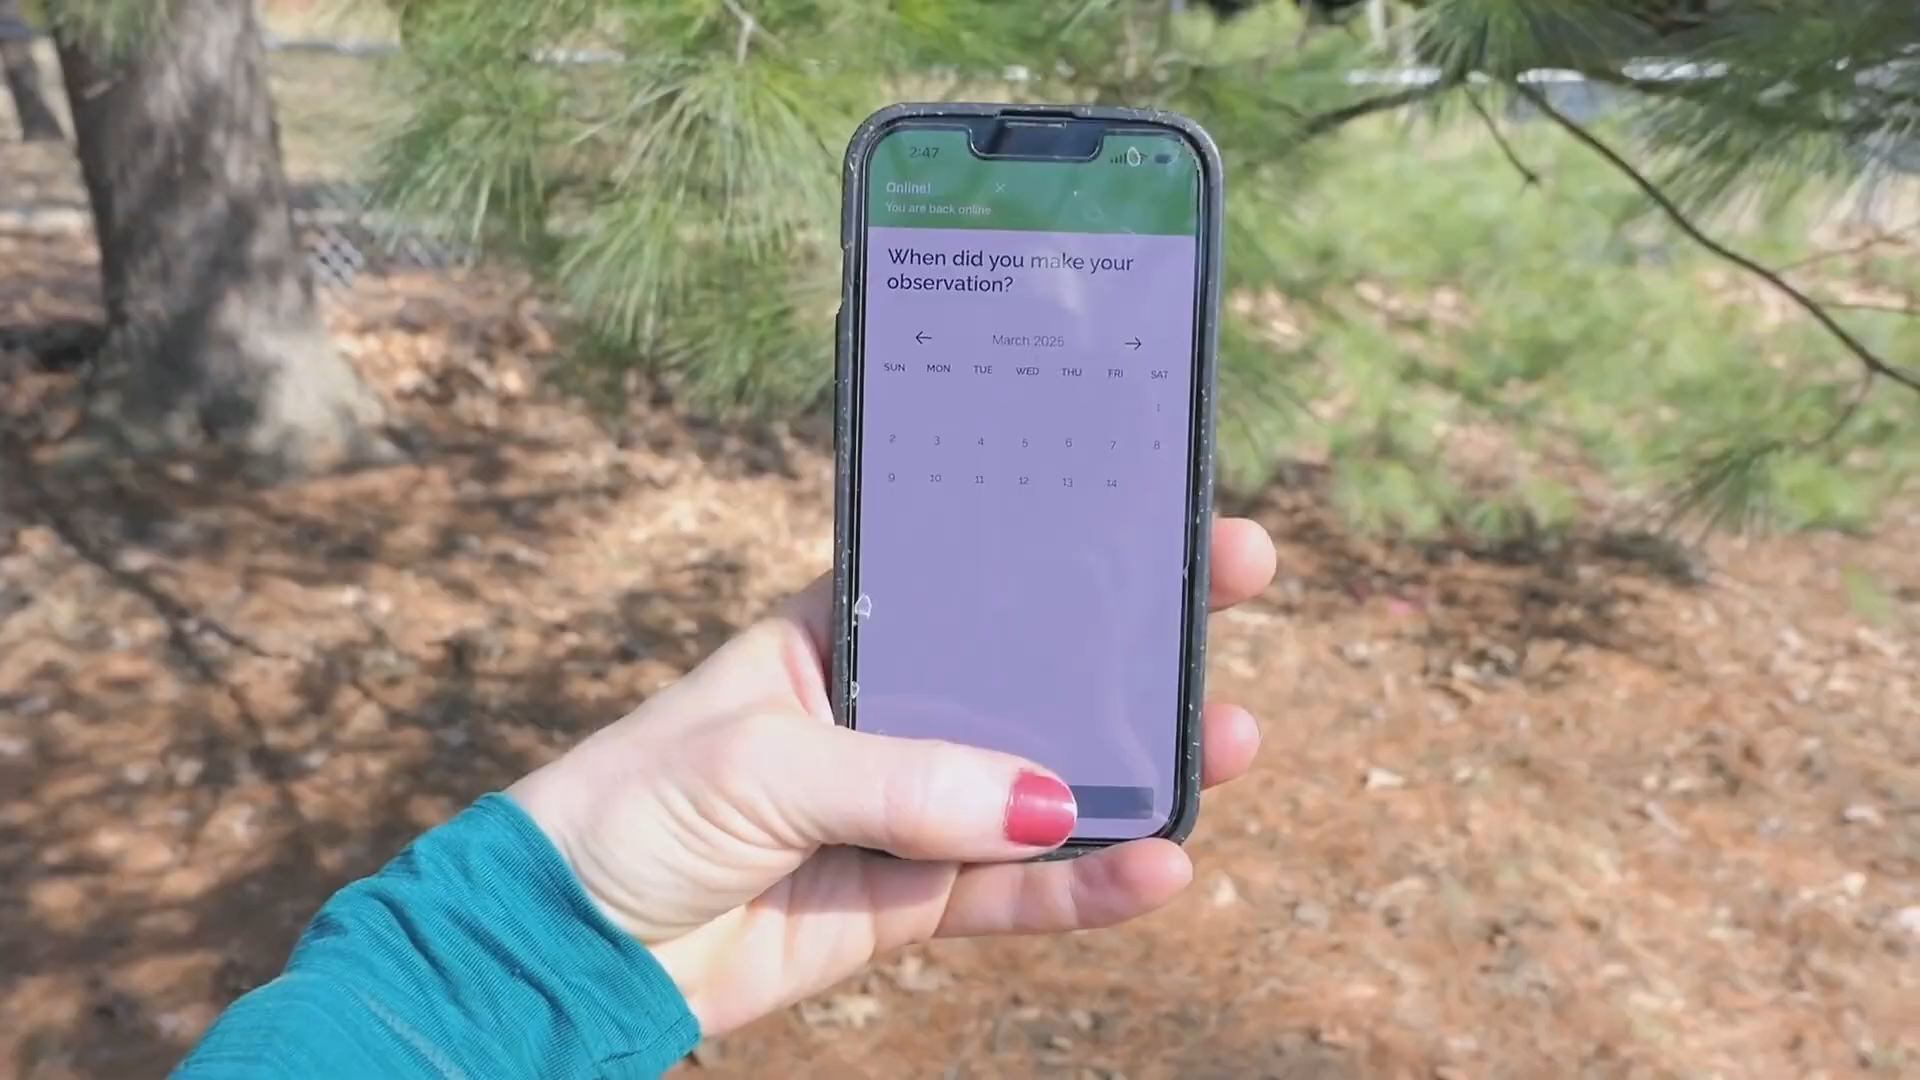 2:47
Online!
You are back online
When did you make your
observation?
March 2025
SUN MON TUE WED THU FRI SAT
1
2 3 4 5 6 7 8
9 10 11 12 13 14